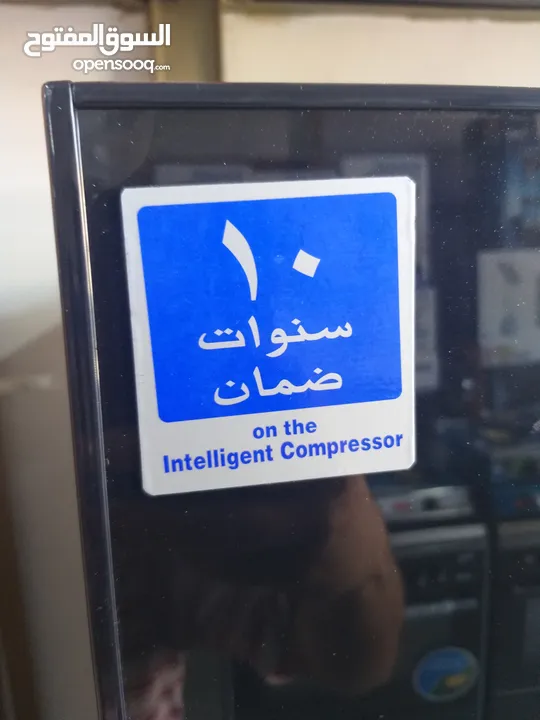 السوق المفتوح
opensooq.com
١٠
سنوات
ضمان
on the
Intelligent Compressor